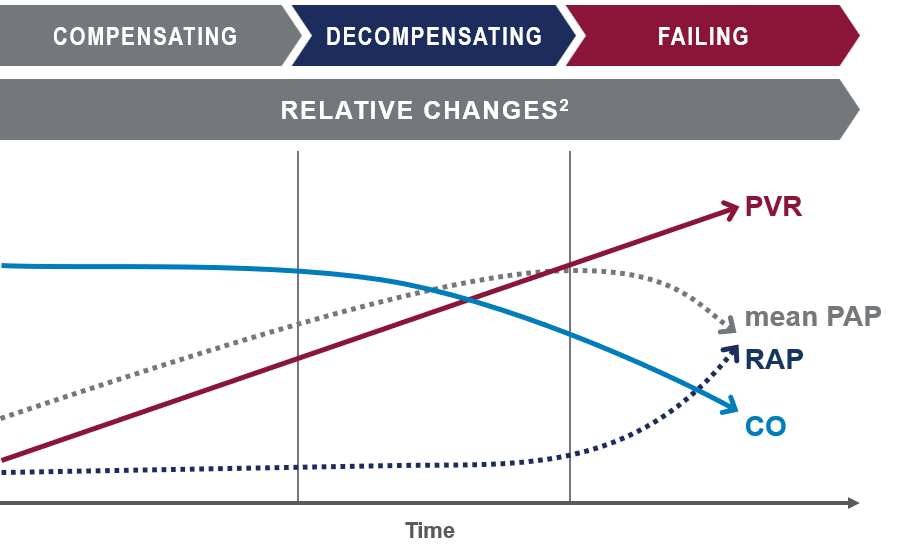 COMPENSATING
DECOMPENSATING
FAILING
RELATIVE CHANGES²
PVR
mean PAP
RAP
CO
Time